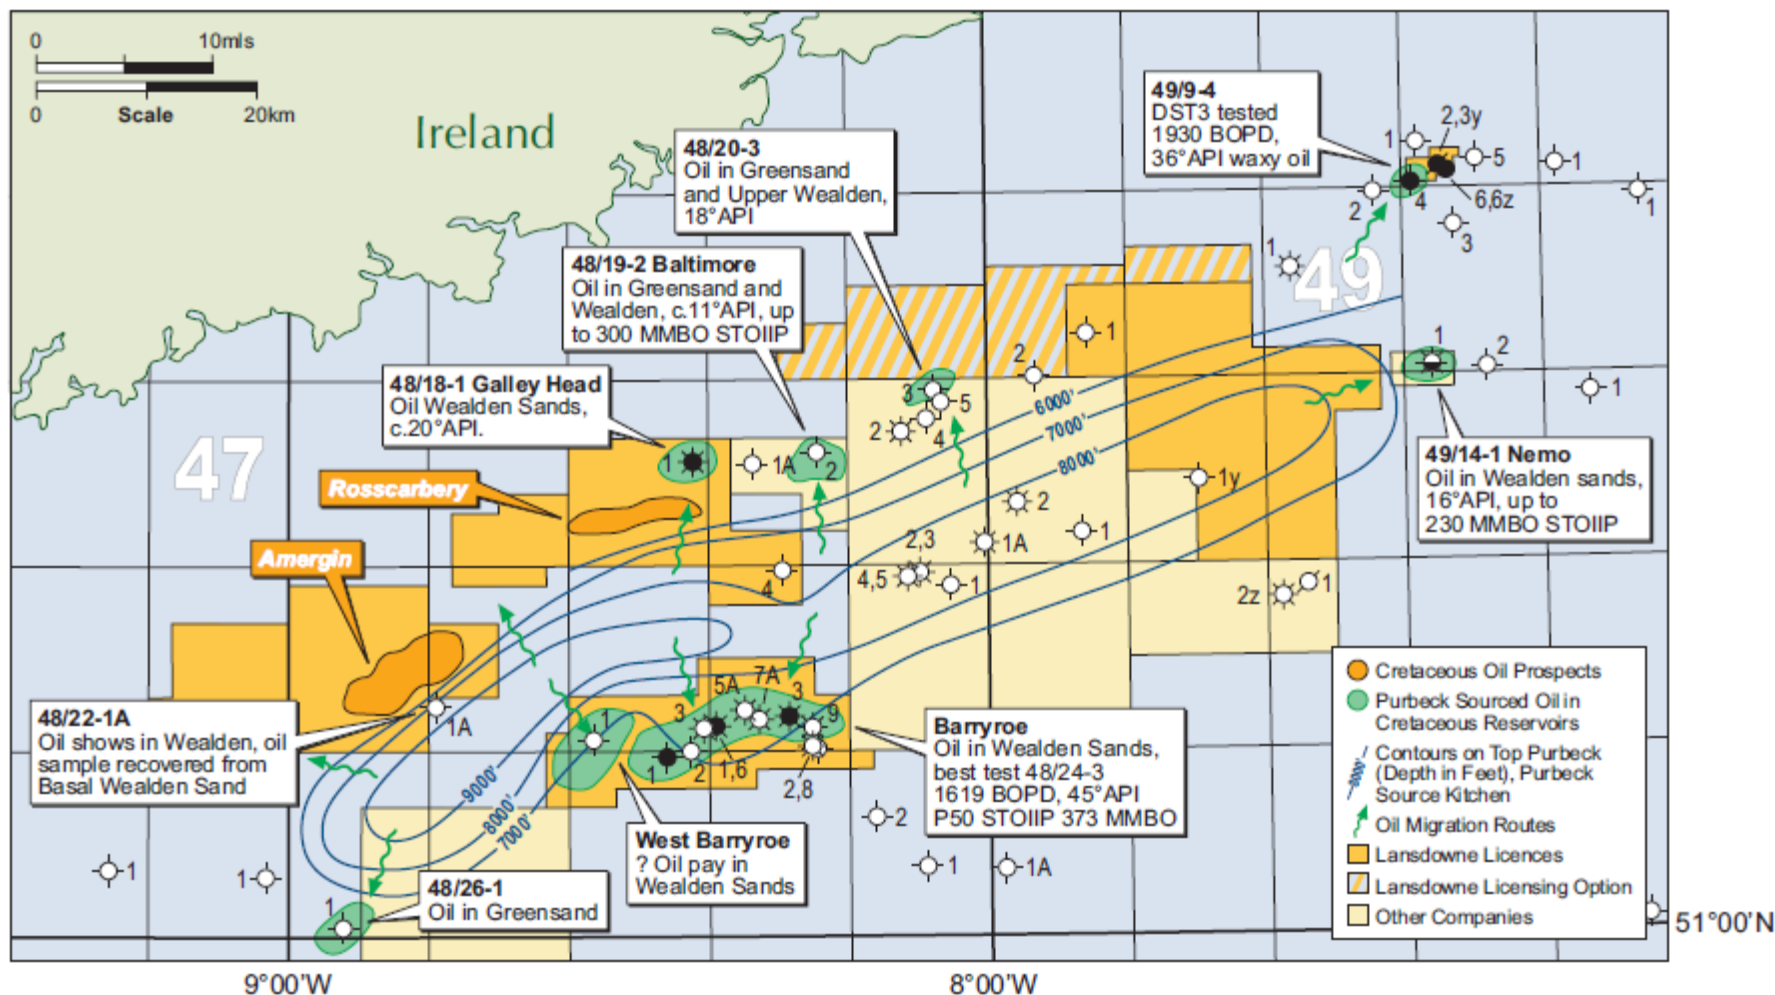 0 10mls
0 Scale 20km
Ireland
47
49
48/20-3
Oil in Greensand
and Upper Wealden,
18°API
49/9-4
DST3 tested
1930 BOPD,
36°API waxy oil
48/19-2 Baltimore
Oil in Greensand and
Wealden, c.11°API, up
to 300 MMBO STOIIP
48/18-1 Galley Head
Oil Wealden Sands,
c.20°API.
Rosscarbery
Amergin
49/14-1 Nemo
Oil in Wealden sands,
16°API, up to
230 MMBO STOIIP
48/22-1A
Oil shows in Wealden, oil
sample recovered from
Basal Wealden Sand
Barryroe
Oil in Wealden Sands,
best test 48/24-3
1619 BOPD, 45°API
P50 STOIIP 373 MMBO
West Barryroe
? Oil pay in
Wealden Sands
48/26-1
Oil in Greensand
1
2,3y
5
1
1
2
4
6,6z
3
1
1
2
1
2
1
3
5
2
4
1
1A
2
1y
2
1A
1
2,3
4,5
1
4
2z
1
1A
1
3
5A
7A
3
9
1
2
1,6
2,8
2
1
1A
1
1
1
6000'
7000'
8000'
9000'
8000'
7000'
Cretaceous Oil Prospects
Purbeck Sourced Oil in
Cretaceous Reservoirs
9000'
Contours on Top Purbeck
(Depth in Feet), Purbeck
Source Kitchen
Oil Migration Routes
Lansdowne Licences
Lansdowne Licensing Option
Other Companies
51°00'N
9°00'W
8°00'W